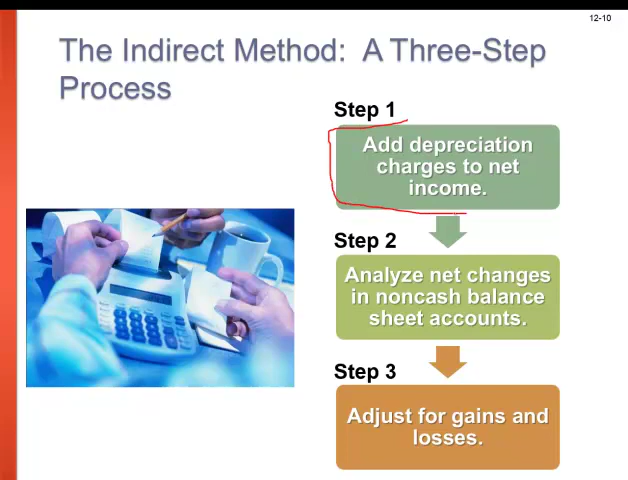 12-10
The Indirect Method:  A Three-Step
Process
Step 1
Add depreciation
charges to net
income.
Step 2
Analyze net changes
in noncash balance
sheet accounts.
Step 3
Adjust for gains and
losses.